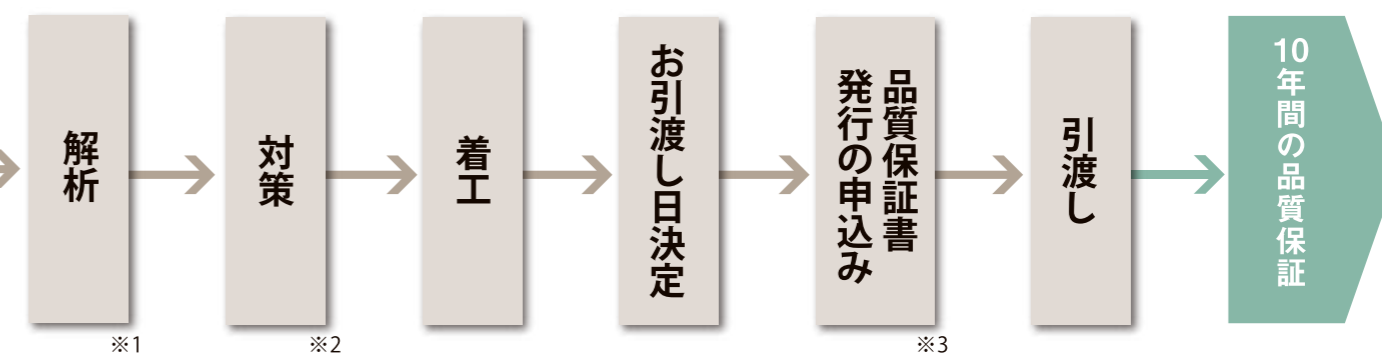 解析
※1
対策
※2
着工
お引渡し日決定
品質保証書
発行の申込み
※3
引渡し
10年間の品質保証